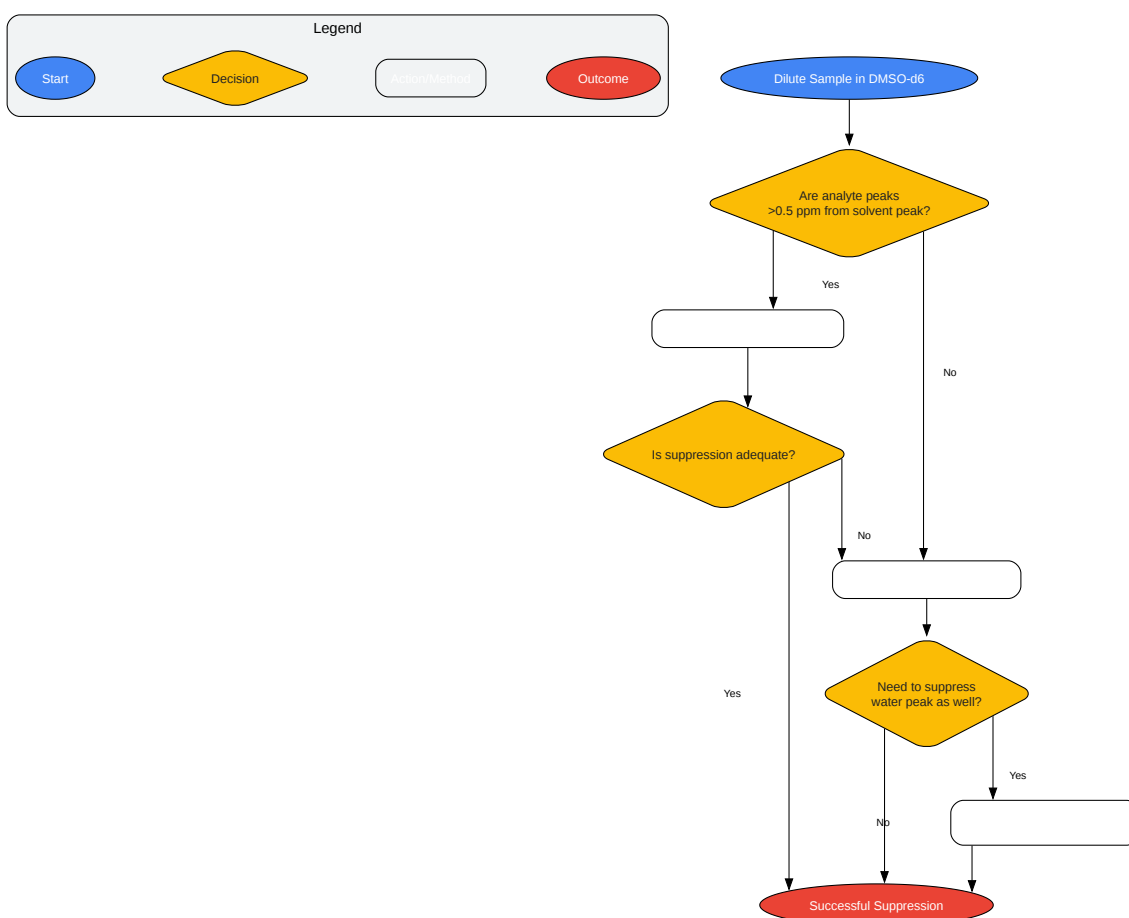 Legend
Start
Decision
Action/Method
Outcome
Dilute Sample in DMSO-d6
Are analyte peaks
>0.5 ppm from solvent peak?
Yes
No
Is suppression adequate?
No
Need to suppress
water peak as well?
Yes
Yes
No
Successful Suppression